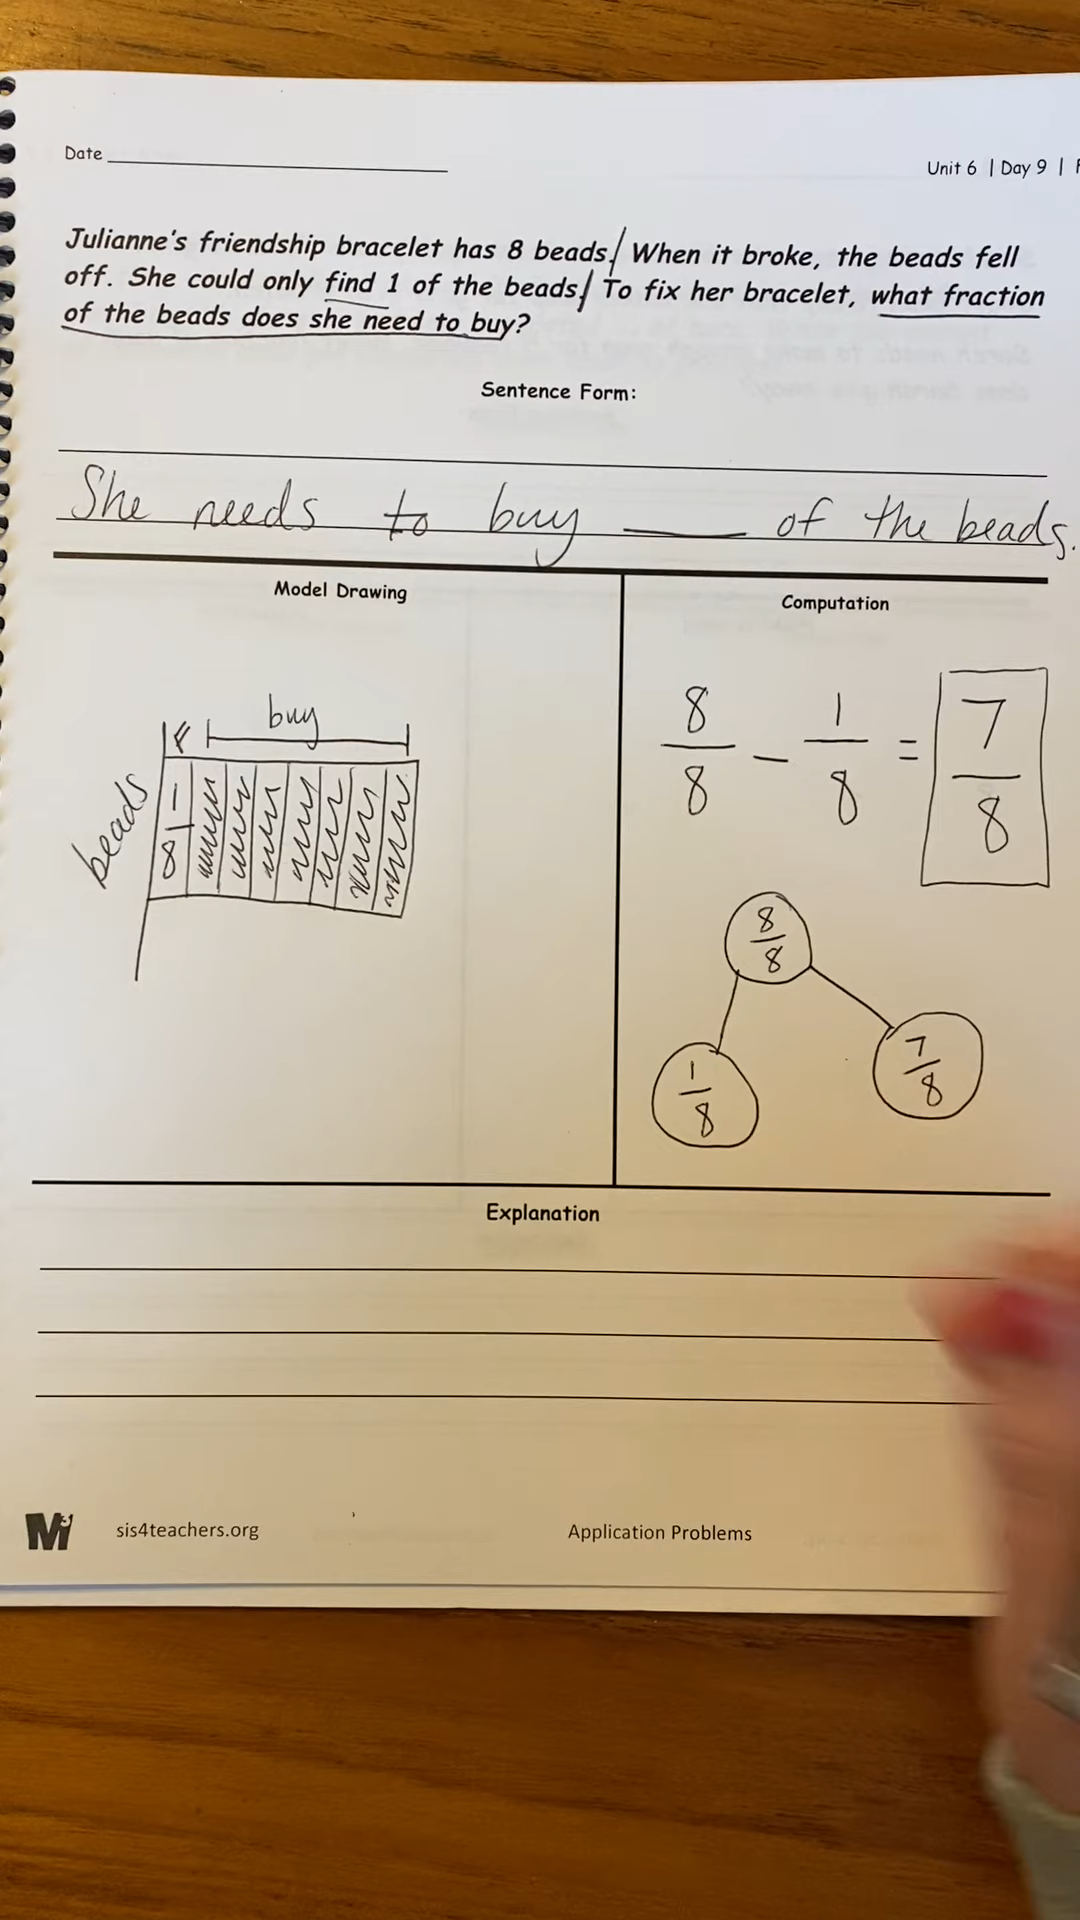 Date
Unit 6 | Day 9 |
Julianne's friendship bracelet has 8 beads. When it broke, the beads fell
off. She could only find 1 of the beads. To fix her bracelet, what fraction
of the beads does she need to buy?
Sentence Form:
She needs to buy ___ of the beads.
Model Drawing
buy
F
beads
1/8
Computation
8/8 - 1/8 = 7/8
8/8
1/8 7/8
Explanation
M³ sis4teachers.org
Application Problems